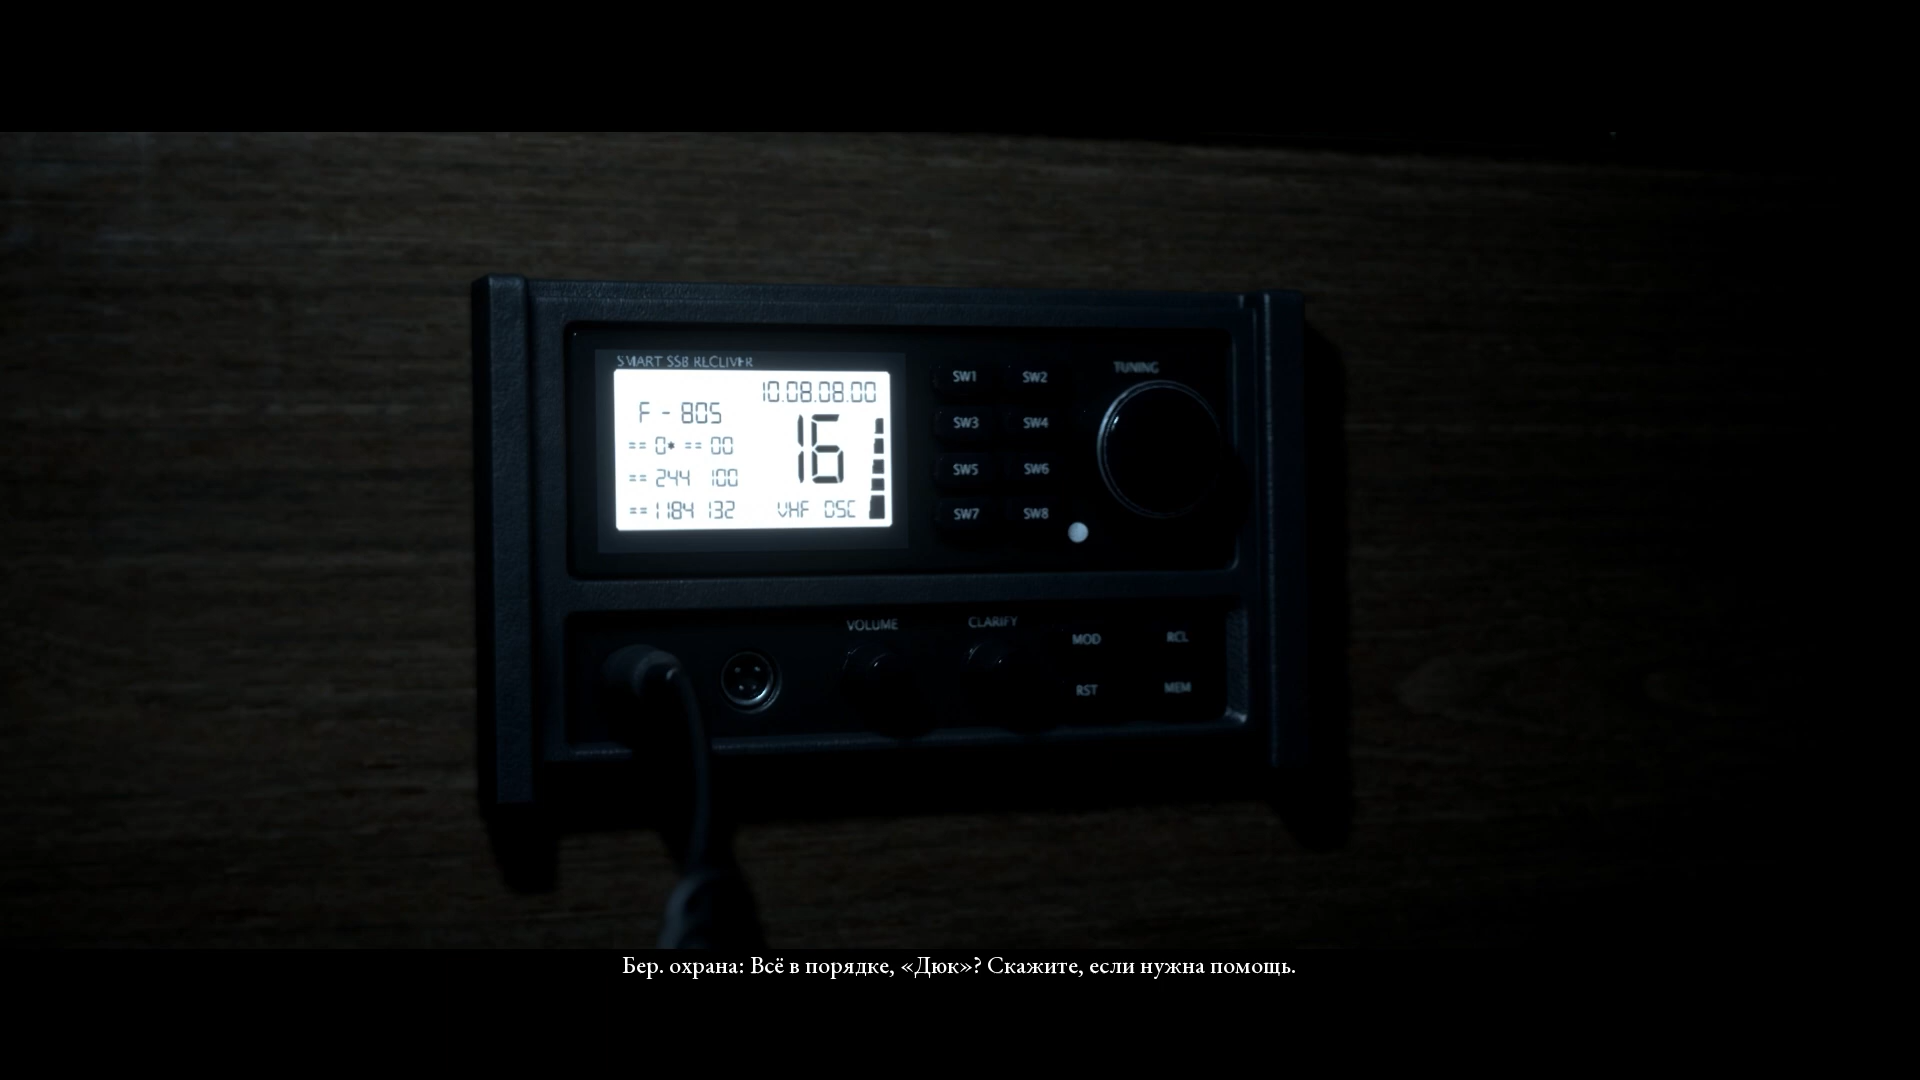 SMART SSB RECLIVER
10.08.08.00
F - 805
16
== 0* == 00
== 244 100
== 1184 132
VHF DSC
SW1 SW2
SW3 SW4
SW5 SW6
SW7 SW8
TUNING
VOLUME
CLARIFY
MOD
RCL
RST
MEM
Бер. охрана: Всё в порядке, «Дюк»? Скажите, если нужна помощь.